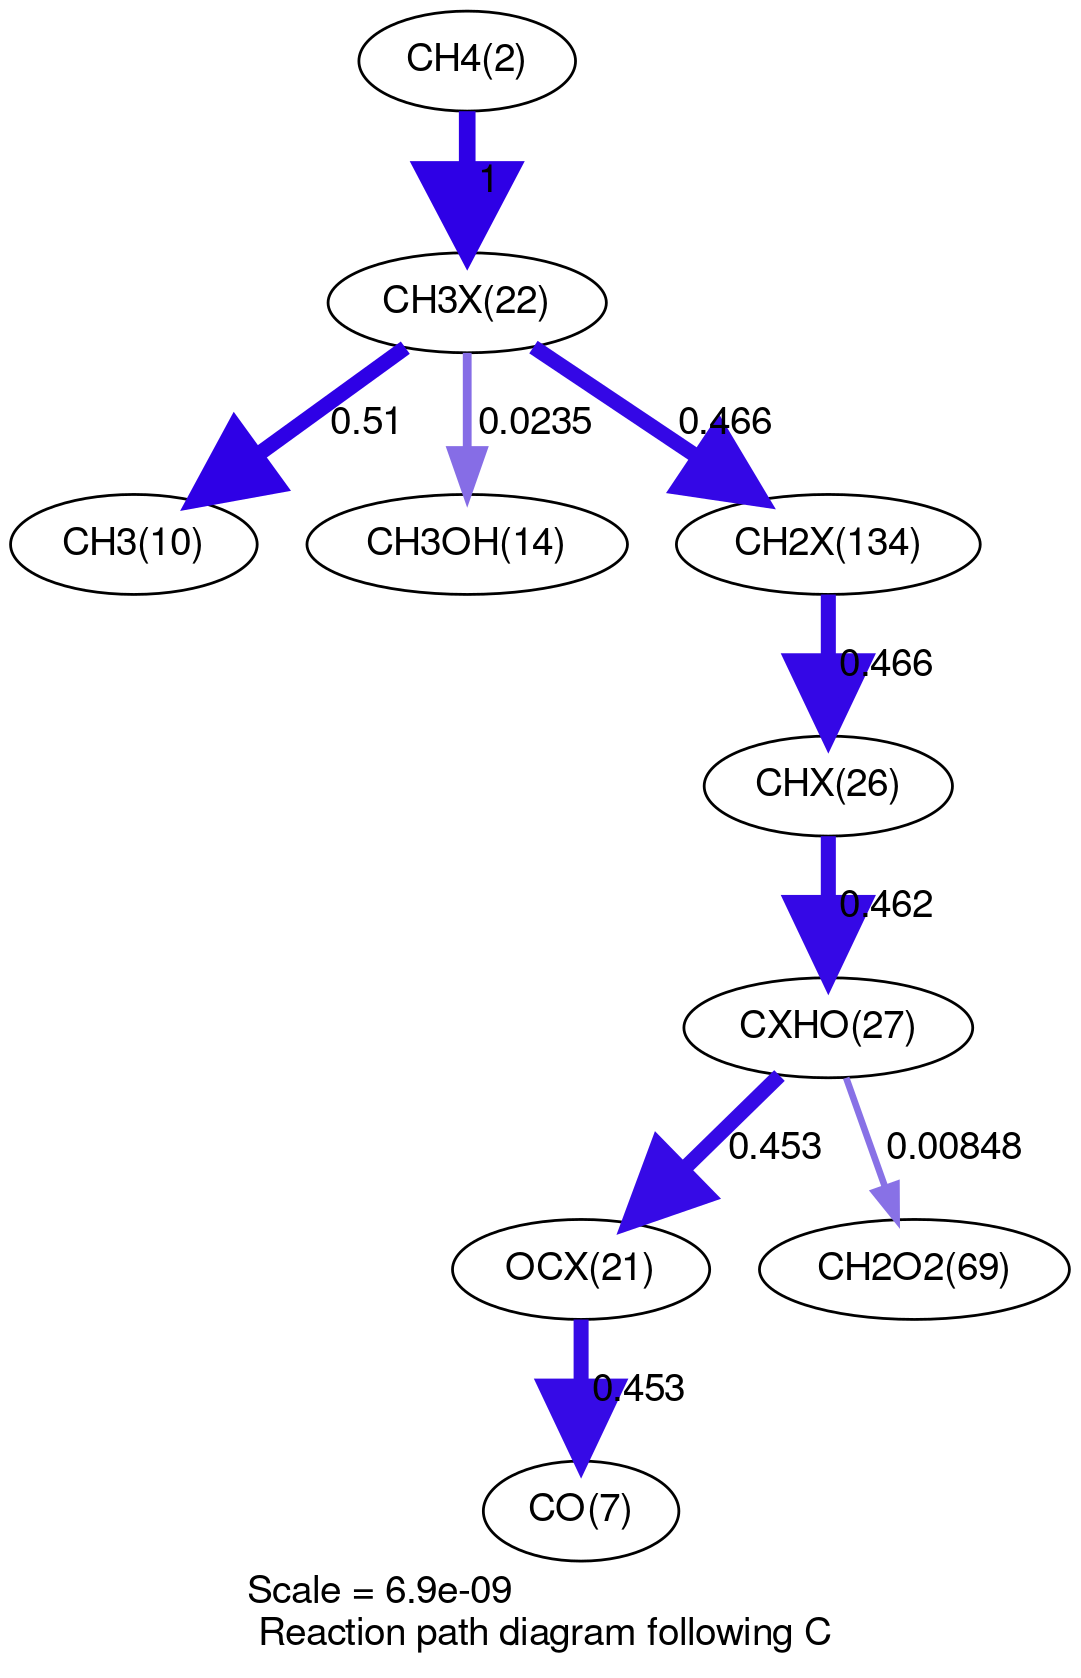 CH4(2)
1
CH3X(22)
0.51
0.0235
0.466
CH3(10)
CH3OH(14)
CH2X(134)
0.466
CHX(26)
0.462
CXHO(27)
0.453
0.00848
OCX(21)
CH2O2(69)
0.453
CO(7)
Scale = 6.9e-09
Reaction path diagram following C